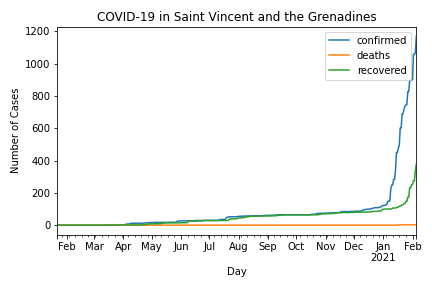 COVID-19 in Saint Vincent and the Grenadines
1200
1000
800
600
400
200
0
Number of Cases
confirmed
deaths
recovered
Feb Mar Apr May Jun Jul Aug Sep Oct Nov Dec Jan Feb
2021
Day